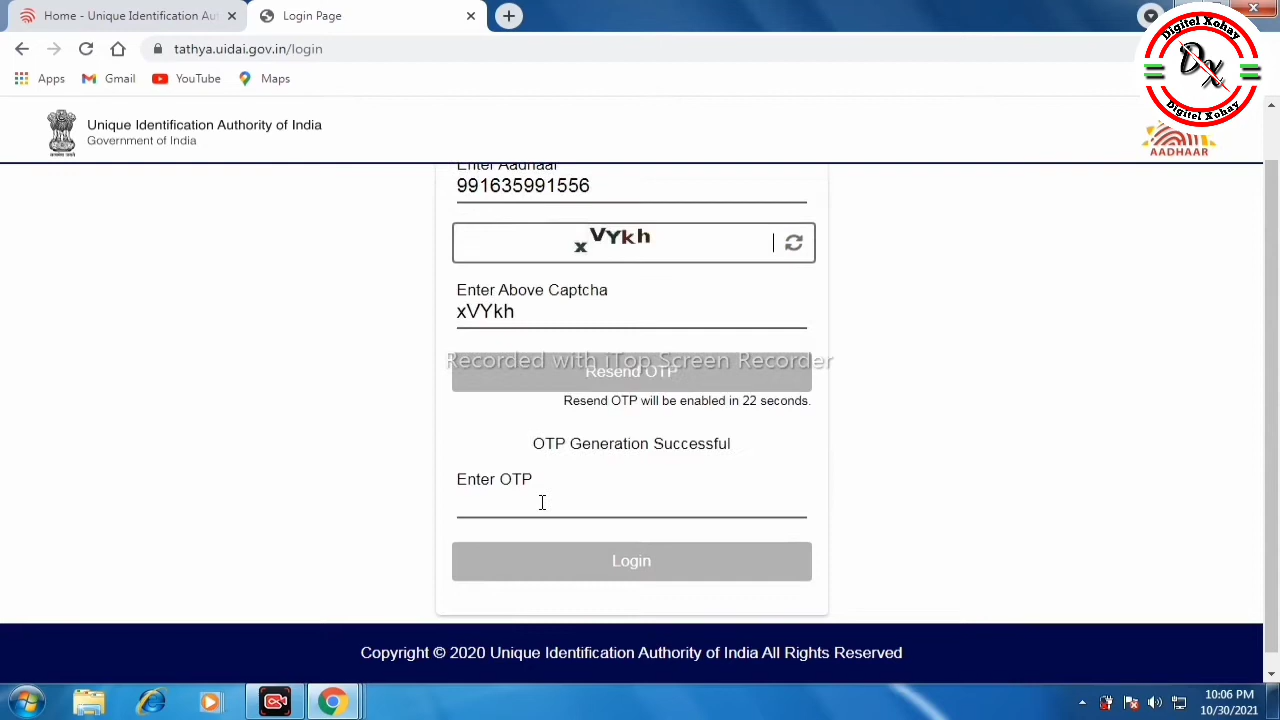 Home - Unique Identification Aut
Login Page
tathya.uidai.gov.in/login
Apps
Gmail
YouTube
Maps
Digitel Xohay
DX
Digitel Xohay
Unique Identification Authority of India
Government of India
AADHAAR
Enter Aadhaar
991635991556
xVYkh
Enter Above Captcha
xVYkh
Recorded with iTop Screen Recorder
Resend OTP
Resend OTP will be enabled in 22 seconds.
OTP Generation Successful
Enter OTP
Login
Copyright © 2020 Unique Identification Authority of India All Rights Reserved
10:06 PM
10/30/2021